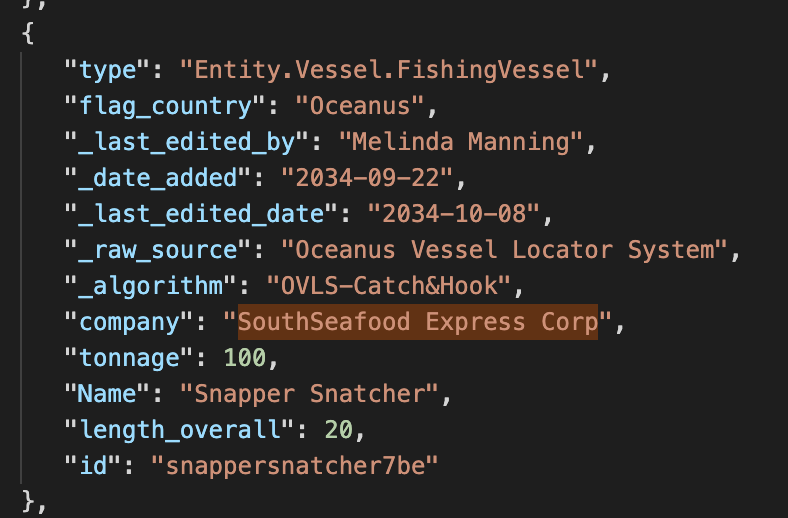 },
{
"type": "Entity.Vessel.FishingVessel",
"flag_country": "Oceanus",
"_last_edited_by": "Melinda Manning",
"_date_added": "2034-09-22",
"_last_edited_date": "2034-10-08",
"_raw_source": "Oceanus Vessel Locator System",
"_algorithm": "OVLS-Catch&Hook",
"company": "SouthSeafood Express Corp",
"tonnage": 100,
"Name": "Snapper Snatcher",
"length_overall": 20,
"id": "snappersnatcher7be"
},